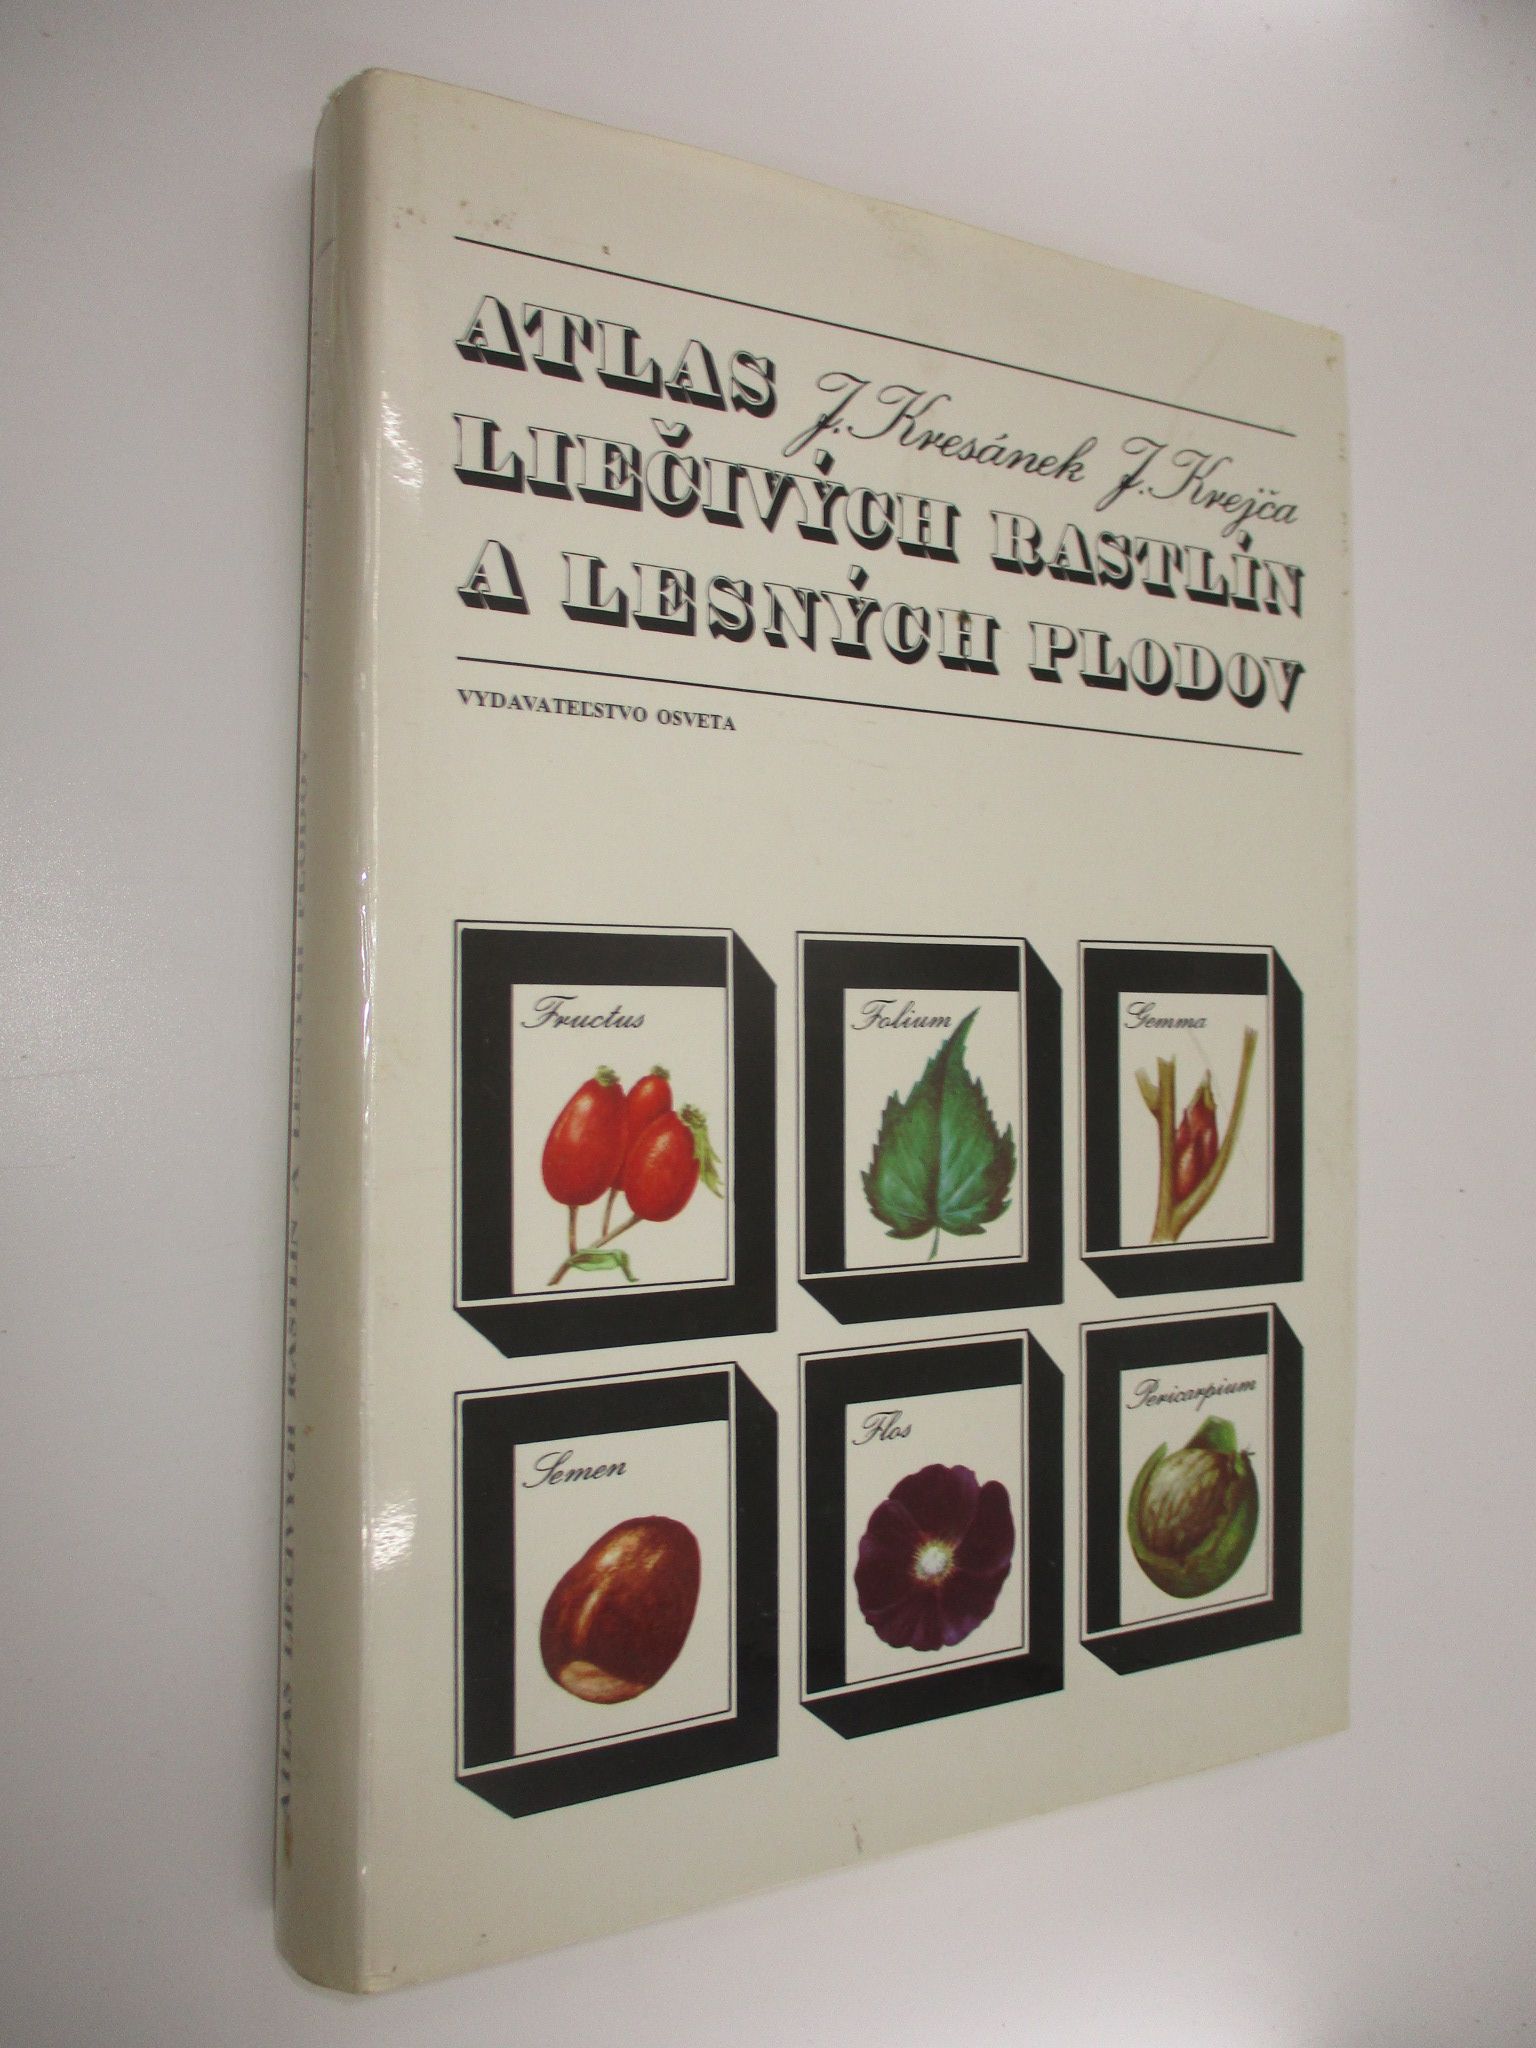 ATLAS J. Kresánek J. Krejča
LIEČIVÝCH RASTLÍN
A LESNÝCH PLODOV
VYDAVATEĽSTVO OSVETA
Fructus
Folium
Gemma
Semen
Flos
Pericarpium
ATLAS LIEČIVÝCH RASTLÍN A LESNÝCH PLODOV